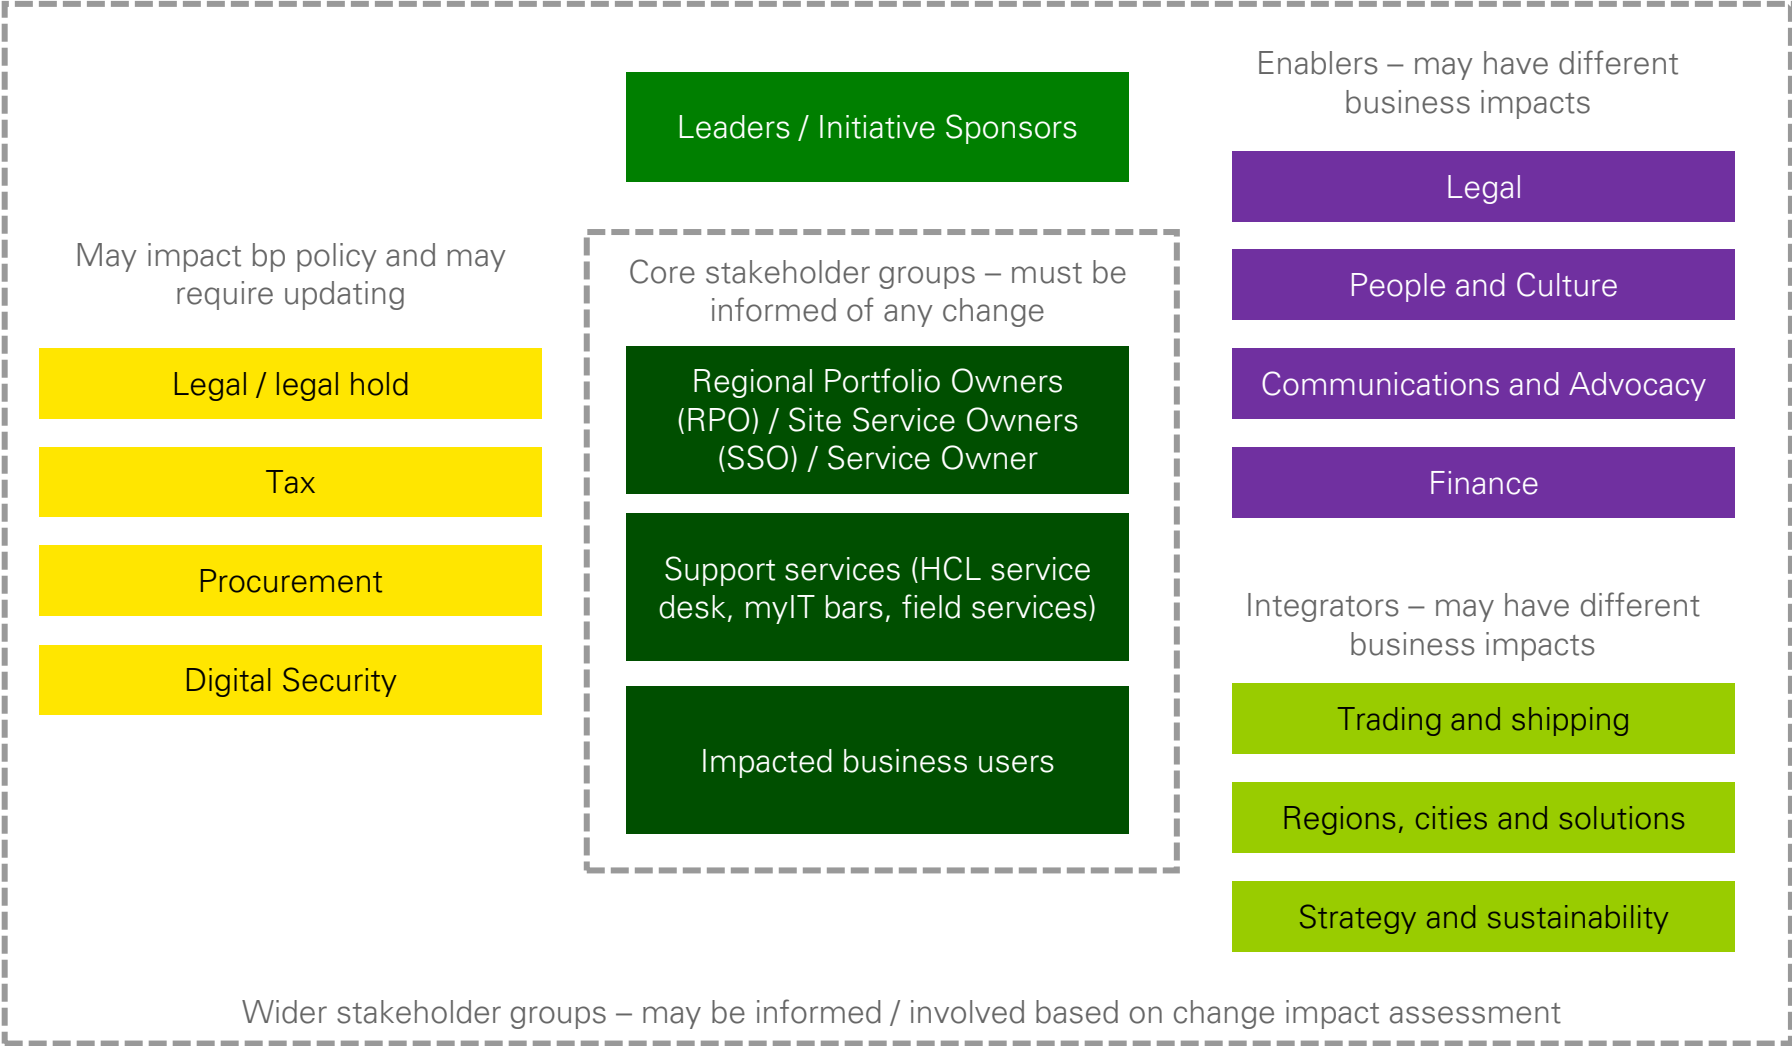 Leaders / Initiative Sponsors
May impact bp policy and may
require updating
Legal / legal hold
Tax
Procurement
Digital Security
Core stakeholder groups – must be
informed of any change
Regional Portfolio Owners
(RPO) / Site Service Owners
(SSO) / Service Owner
Support services (HCL service
desk, myIT bars, field services)
Impacted business users
Enablers – may have different
business impacts
Legal
People and Culture
Communications and Advocacy
Finance
Integrators – may have different
business impacts
Trading and shipping
Regions, cities and solutions
Strategy and sustainability
Wider stakeholder groups – may be informed / involved based on change impact assessment